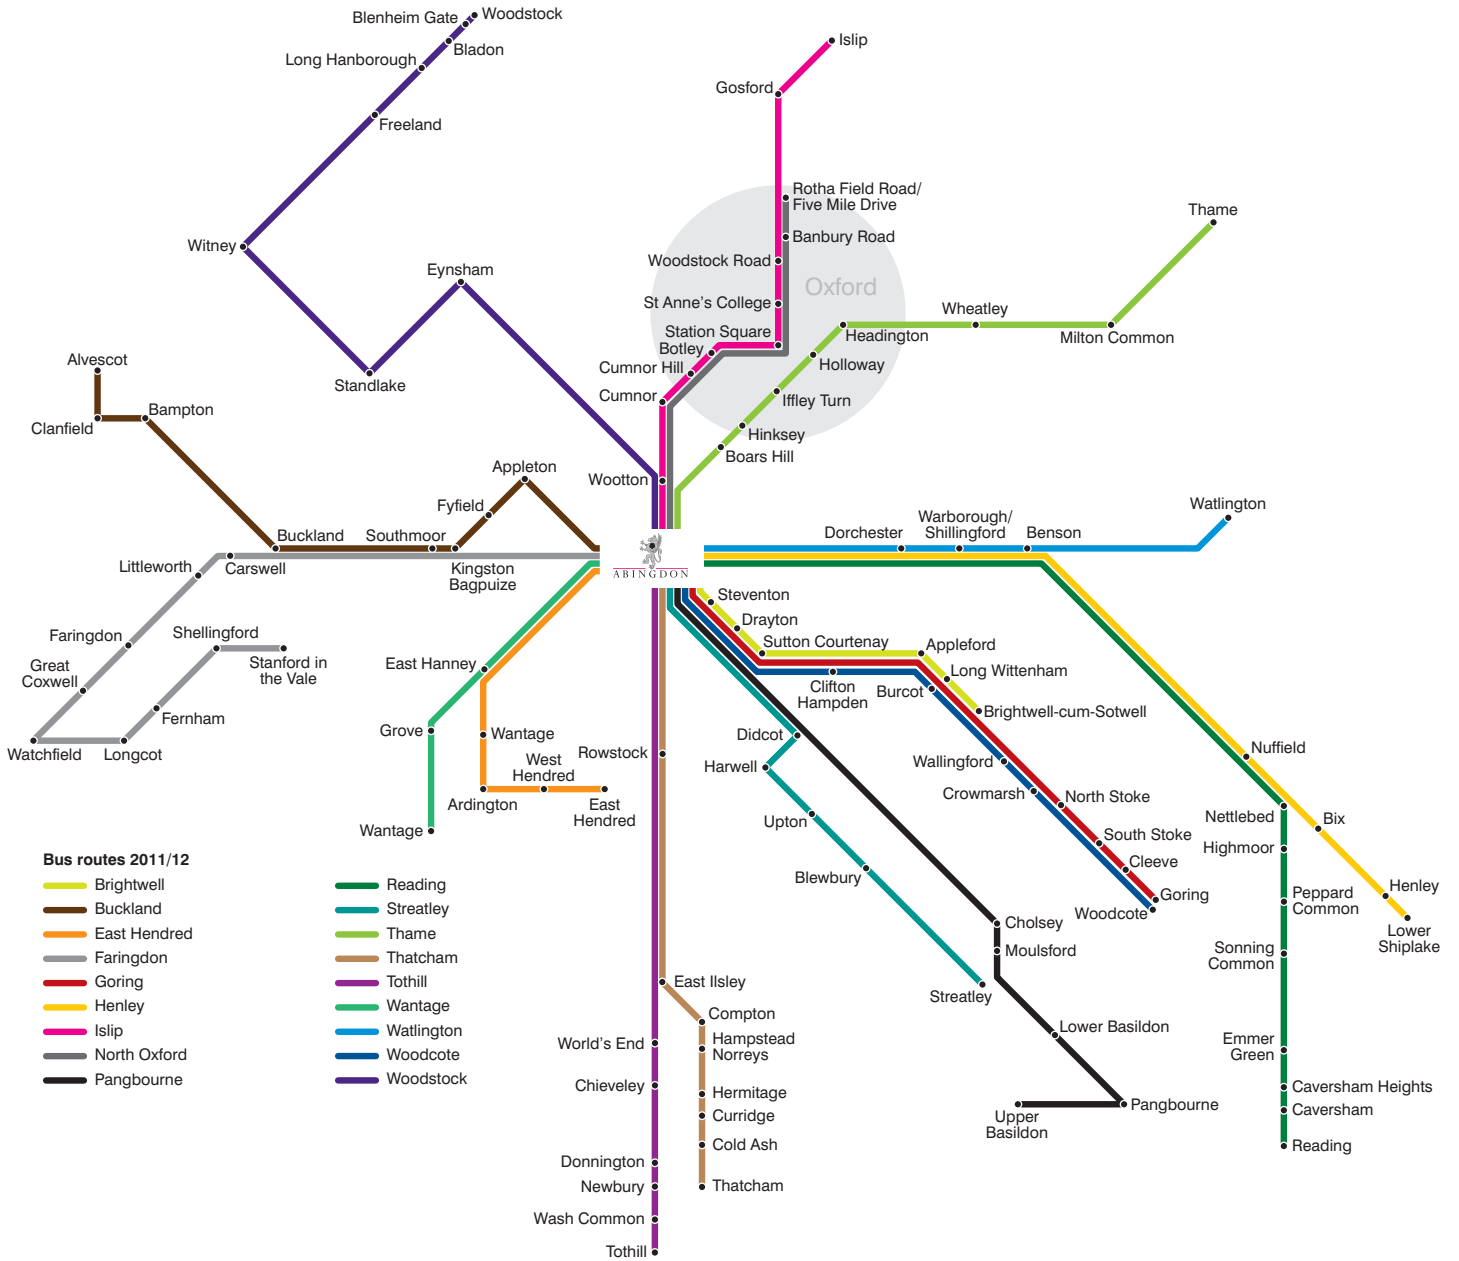 Woodstock
Blenheim Gate
Bladon
Long Hanborough
Freeland
Witney
Standlake
Eynsham
Islip
Gosford
Rotha Field Road/
Five Mile Drive
Banbury Road
Woodstock Road
Oxford
St Anne's College
Station Square
Botley
Cumnor Hill
Cumnor
Wootton
Thame
Wheatley
Milton Common
Headington
Holloway
Iffley Turn
Hinksey
Boars Hill
Alvescot
Clanfield
Bampton
Appleton
Fyfield
Buckland
Southmoor
Kingston
Bagpuize
Carswell
Littleworth
Faringdon
Great
Coxwell
Watchfield
Longcot
Fernham
Shellingford
Stanford in
the Vale
ABINGDON
Dorchester
Warborough/
Shillingford
Benson
Watlington
East Hanney
Grove
Wantage
Wantage
Ardington
West
Hendred
East
Hendred
Rowstock
Steventon
Drayton
Sutton Courtenay
Appleford
Long Wittenham
Brightwell-cum-Sotwell
Clifton
Hampden
Burcot
Wallingford
Crowmarsh
North Stoke
South Stoke
Cleeve
Goring
Woodcote
Didcot
Harwell
Upton
Blewbury
Streatley
Cholsey
Moulsford
Lower Basildon
Pangbourne
Upper
Basildon
Nuffield
Nettlebed
Bix
Highmoor
Henley
Lower
Shiplake
Peppard
Common
Sonning
Common
Emmer
Green
Caversham Heights
Caversham
Reading
East Ilsley
Compton
Hampstead
Norreys
Hermitage
Curridge
Cold Ash
Thatcham
World's End
Chieveley
Donnington
Newbury
Wash Common
Tothill
Bus routes 2011/12
Brightwell
Buckland
East Hendred
Faringdon
Goring
Henley
Islip
North Oxford
Pangbourne
Reading
Streatley
Thame
Thatcham
Tothill
Wantage
Watlington
Woodcote
Woodstock